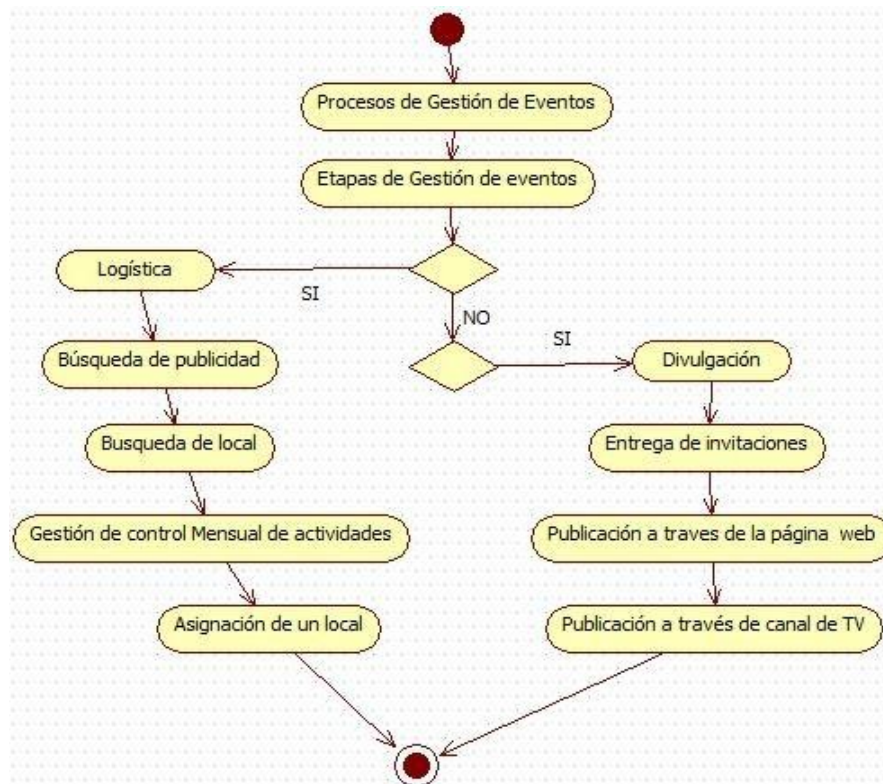 Procesos de Gestión de Eventos
Etapas de Gestión de eventos
Logística
SI
NO
SI
Búsqueda de publicidad
Divulgación
Busqueda de local
Entrega de invitaciones
Gestión de control Mensual de actividades
Publicación a traves de la página web
Asignación de un local
Publicación a través de canal de TV